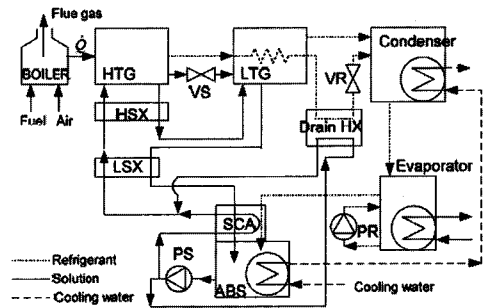 Flue gas
Q̇
BOILER
Fuel
Air
HTG
VS
LTG
VR
Condenser
HSX
Drain HX
LSX
Evaporator
SCA
PR
PS
ABS
Cooling water
Refrigerant
Solution
Cooling water